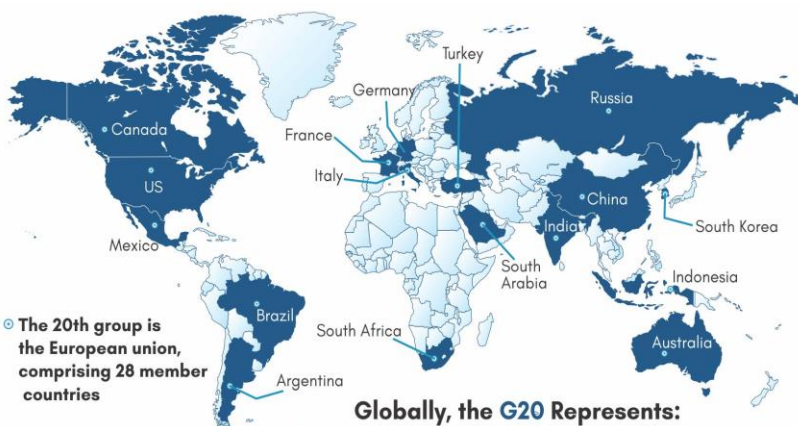 Turkey
Germany
Russia
Canada
France
US
Italy
China
India
South Korea
Mexico
South
Arabia
Indonesia
Brazil
The 20th group is
the European union,
comprising 28 member
countries
South Africa
Australia
Argentina
Globally, the G20 Represents: